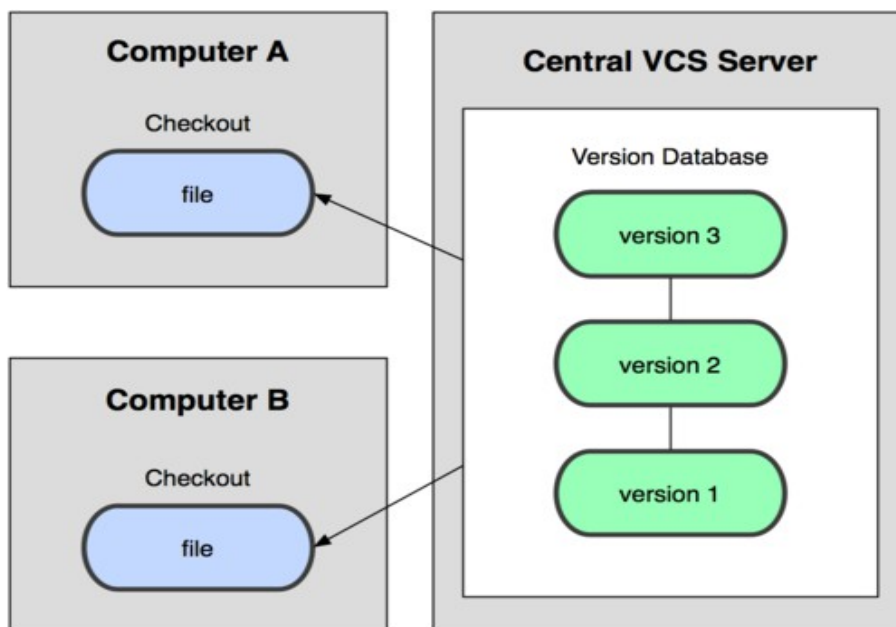 Computer A
Checkout
file
Computer B
Checkout
file
Central VCS Server
Version Database
version 3
version 2
version 1